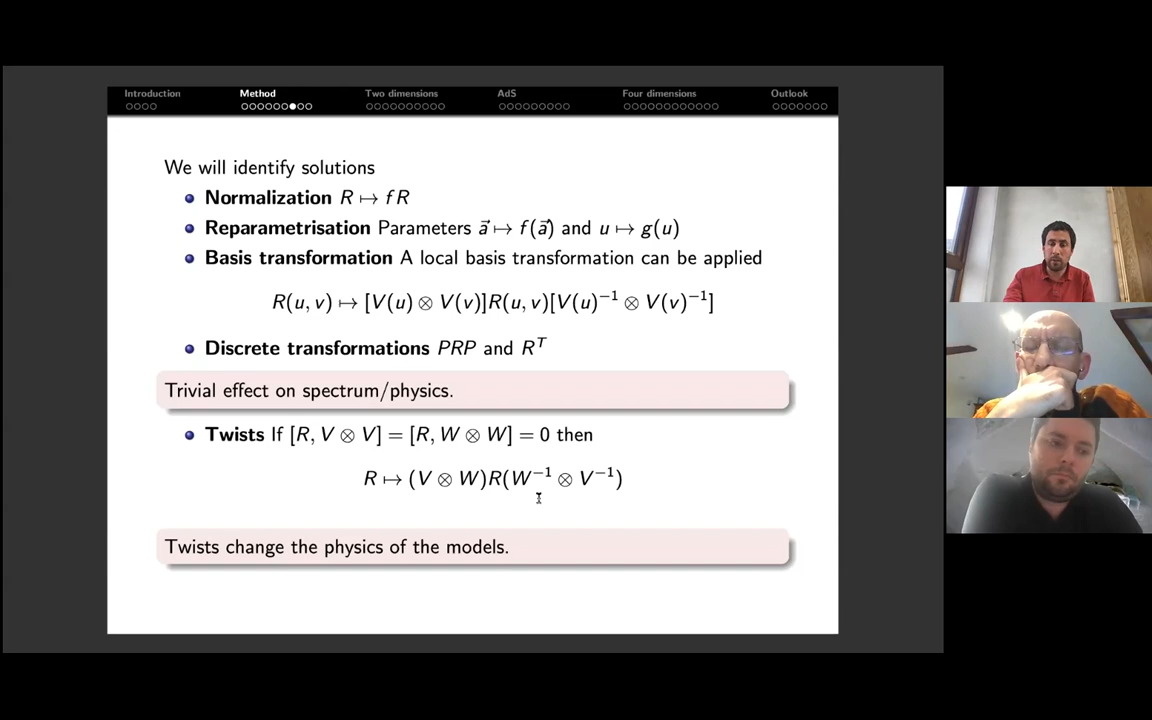 Introduction Method Two dimensions AdS Four dimensions Outlook
We will identify solutions
Normalization R ↦ fR
Reparametrisation Parameters a⃗ ↦ f(a⃗) and u ↦ g(u)
Basis transformation A local basis transformation can be applied
R(u, v) ↦ [V(u) ⊗ V(v)]R(u, v)[V(u)⁻¹ ⊗ V(v)⁻¹]
Discrete transformations PRP and Rᵀ
Trivial effect on spectrum/physics.
Twists If [R, V ⊗ V] = [R, W ⊗ W] = 0 then
R ↦ (V ⊗ W)R(W⁻¹ ⊗ V⁻¹)
Twists change the physics of the models.